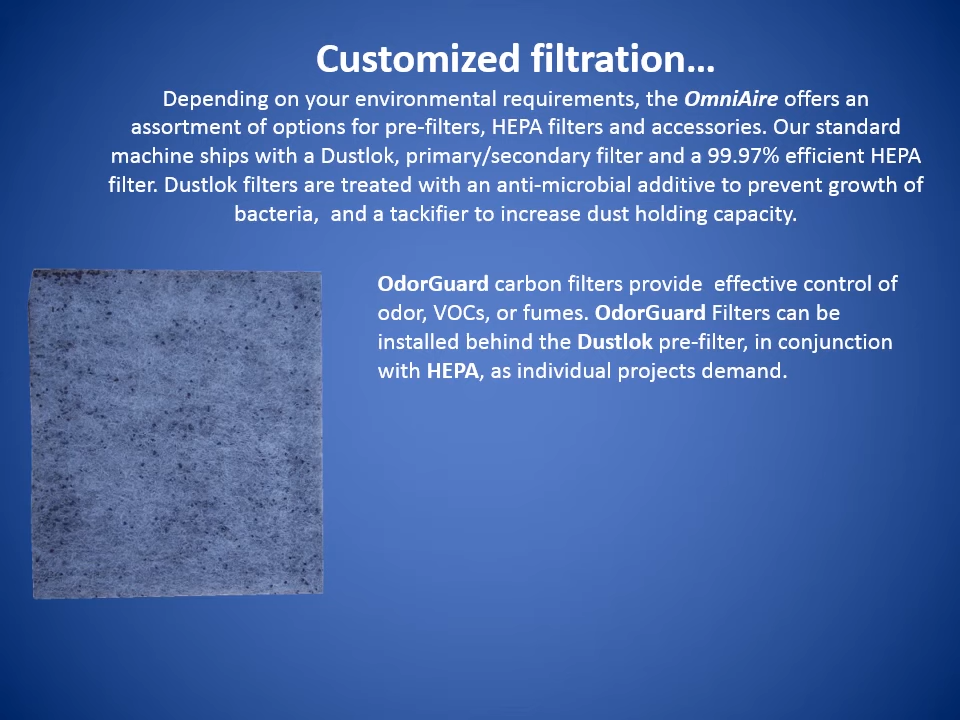 Customized filtration...
Depending on your environmental requirements, the OmniAire offers an
assortment of options for pre-filters, HEPA filters and accessories. Our standard
machine ships with a Dustlok, primary/secondary filter and a 99.97% efficient HEPA
filter. Dustlok filters are treated with an anti-microbial additive to prevent growth of
bacteria,  and a tackifier to increase dust holding capacity.
OdorGuard carbon filters provide  effective control of
odor, VOCs, or fumes. OdorGuard Filters can be
installed behind the Dustlok pre-filter, in conjunction
with HEPA, as individual projects demand.